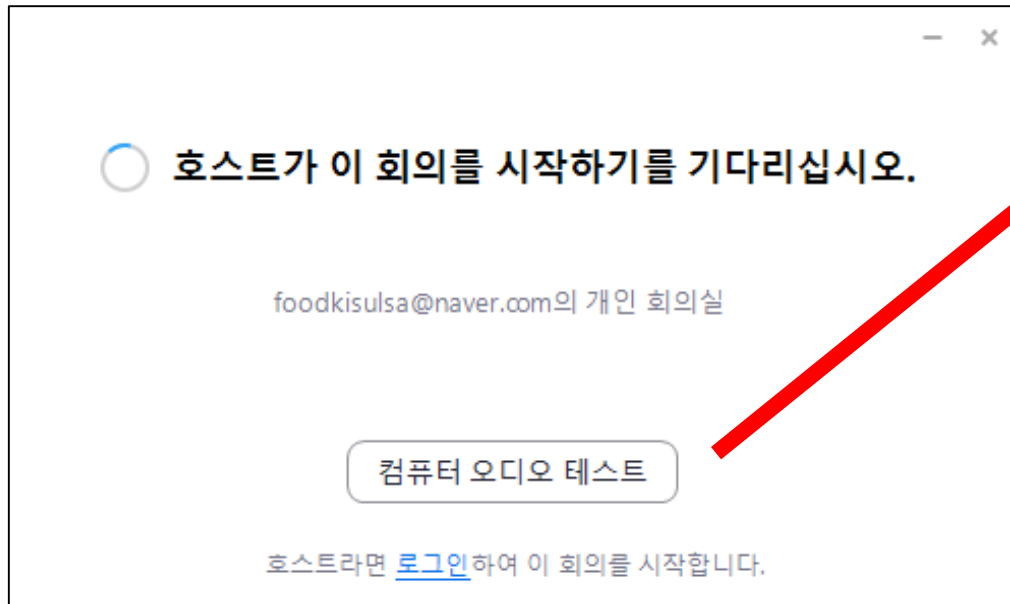 호스트가 이 회의를 시작하기를 기다리십시오.
foodkisulsa@naver.com의 개인 회의실
컴퓨터 오디오 테스트
호스트라면 로그인하여 이 회의를 시작합니다.